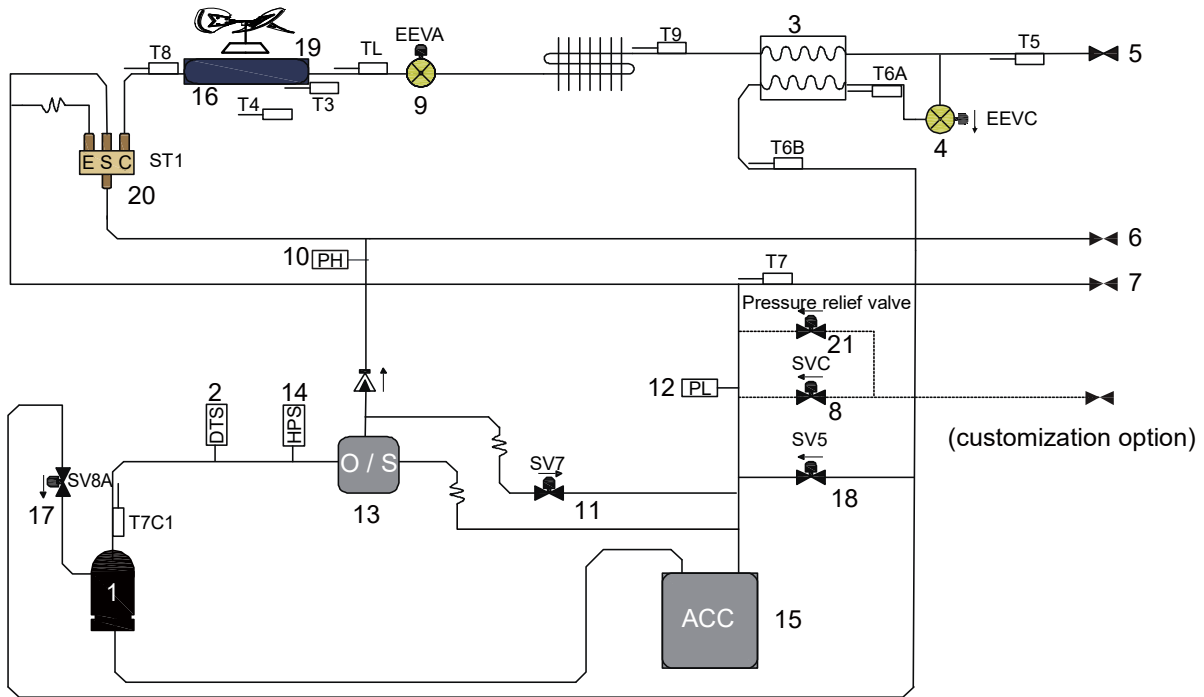 T8
19
EEVA
TL
T9
3
T5
5
16
T4
T3
9
T6A
EEVC
4
E S C
ST1
20
T6B
6
10
PH
T7
7
Pressure relief valve
21
12
PL
SVC
8
(customization option)
2
14
DTS
HPS
O / S
13
SV7
11
SV5
18
SV8A
17
T7C1
1
ACC
15